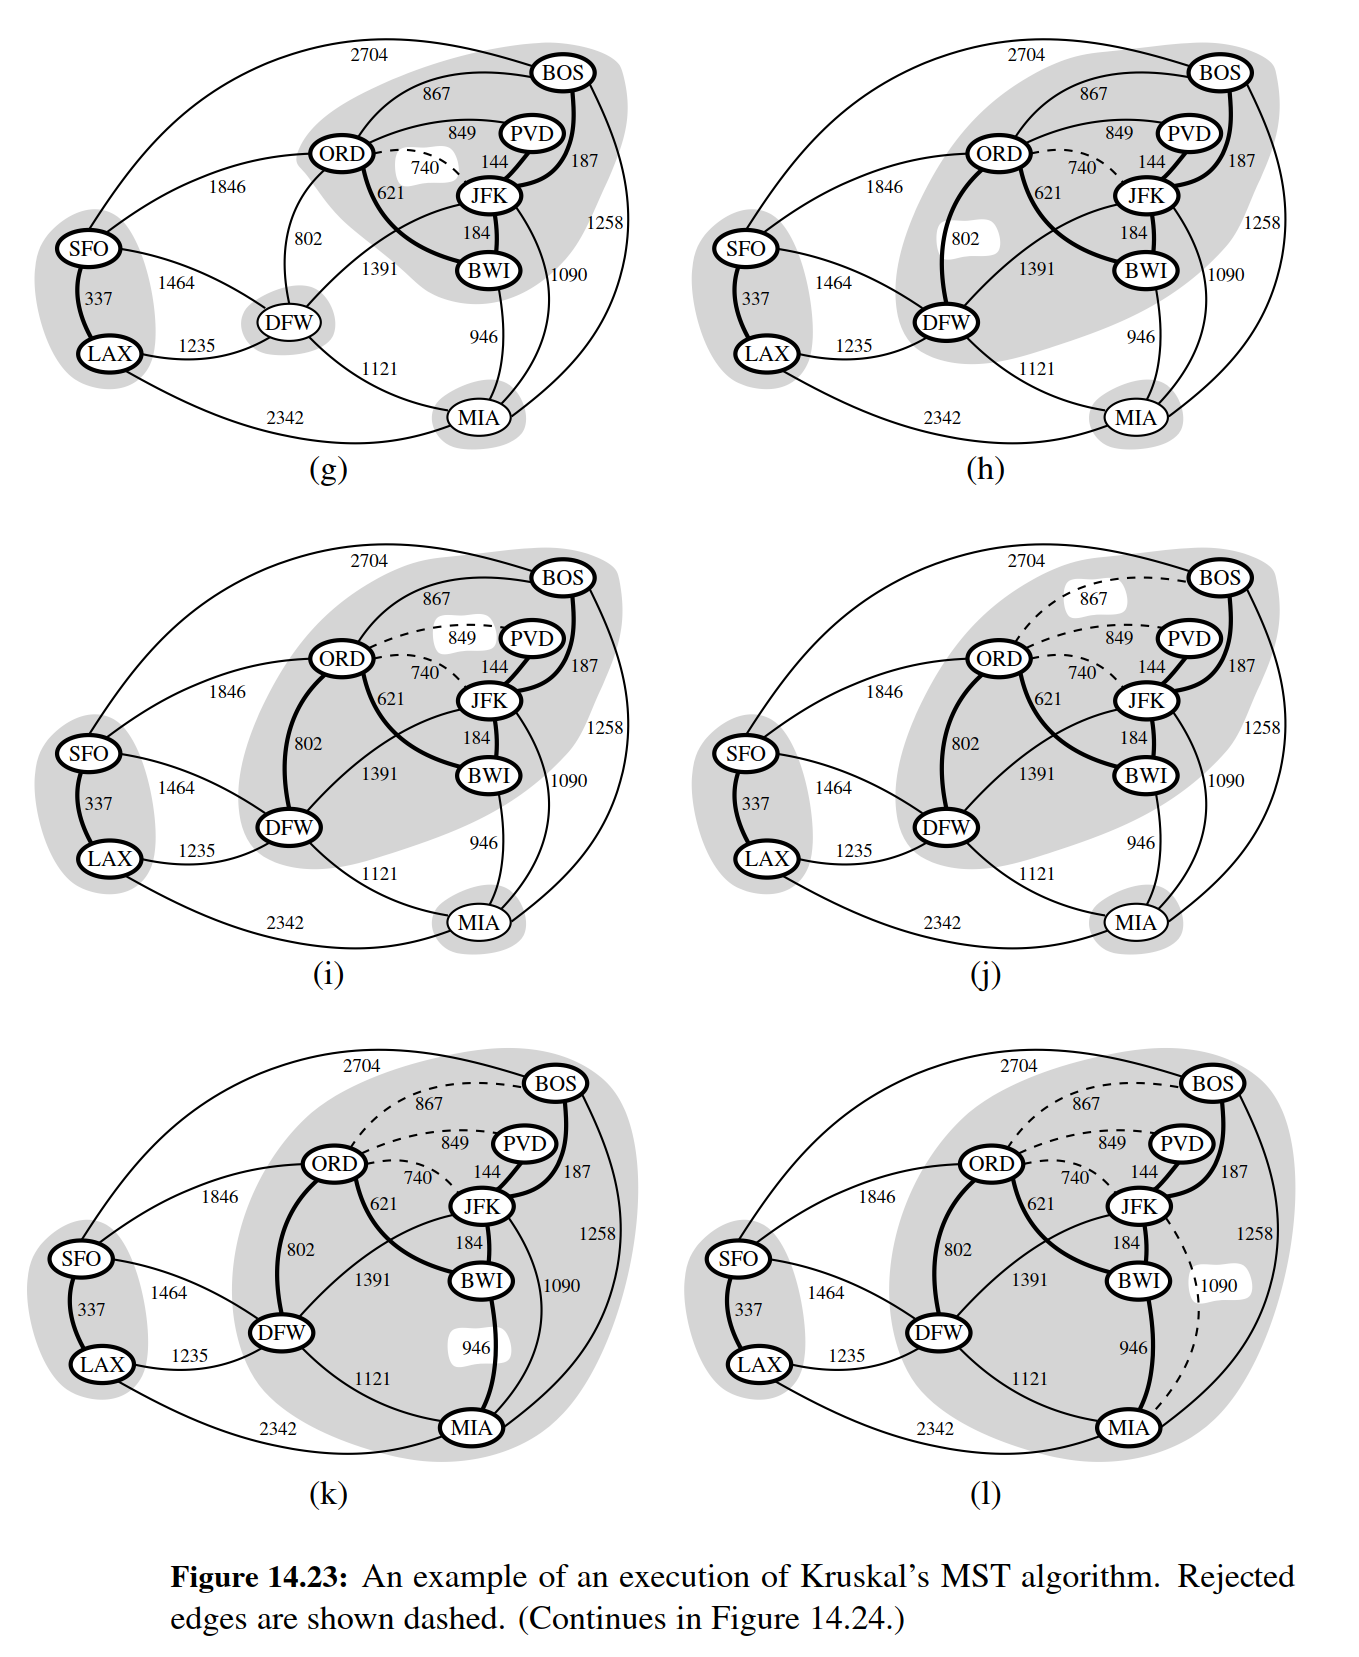 2704
BOS
867
849
PVD
ORD
740
144
187
621
JFK
1846
184
1258
802
SFO
1391
BWI
1090
1464
337
DFW
946
1235
LAX
1121
MIA
2342
(g)
2704
BOS
867
849
PVD
ORD
740
144
187
621
JFK
1846
184
1258
802
SFO
1391
BWI
1090
1464
337
DFW
946
1235
LAX
1121
MIA
2342
(h)
2704
BOS
867
849
PVD
ORD
740
144
187
621
JFK
1846
184
1258
802
SFO
1391
BWI
1090
1464
337
DFW
946
1235
LAX
1121
MIA
2342
(i)
2704
BOS
867
849
PVD
ORD
740
144
187
621
JFK
1846
184
1258
802
SFO
1391
BWI
1090
1464
337
DFW
946
1235
LAX
1121
MIA
2342
(j)
2704
BOS
867
849
PVD
ORD
740
144
187
621
JFK
1846
184
1258
802
SFO
1391
BWI
1090
1464
337
DFW
946
1235
LAX
1121
MIA
2342
(k)
2704
BOS
867
849
PVD
ORD
740
144
187
621
JFK
1846
184
1258
802
SFO
1391
BWI
1090
1464
337
DFW
946
1235
LAX
1121
MIA
2342
(l)
Figure 14.23: An example of an execution of Kruskal’s MST algorithm. Rejected
edges are shown dashed. (Continues in Figure 14.24.)